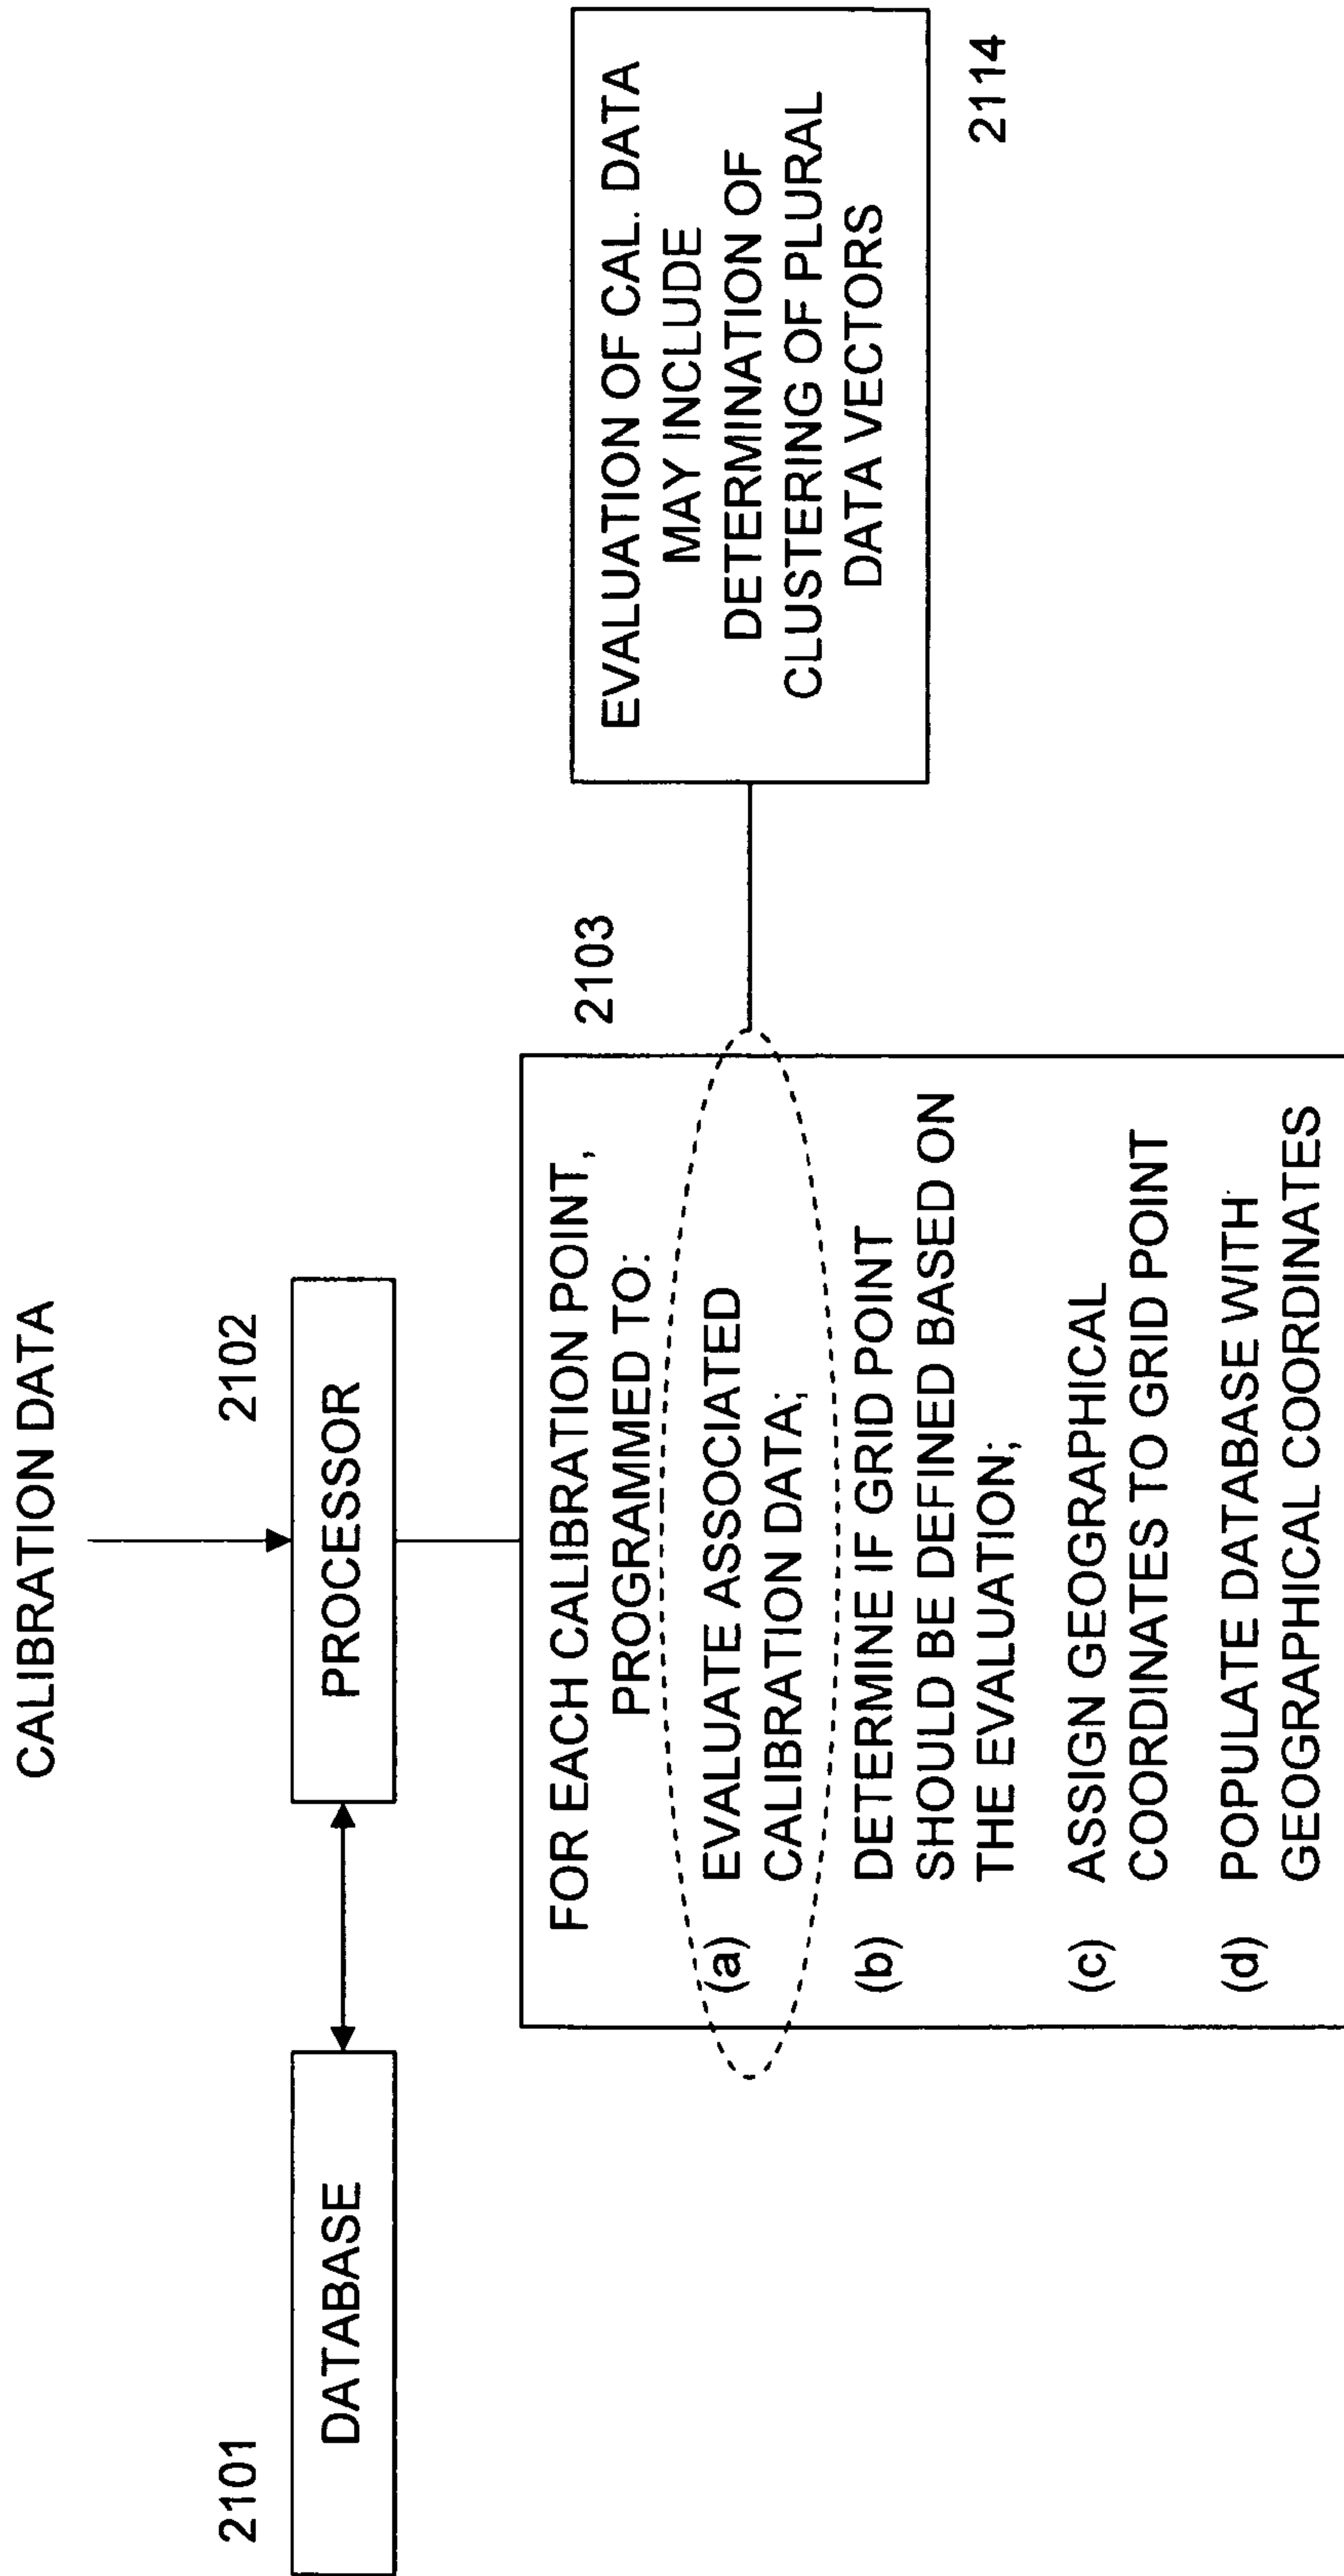 CALIBRATION DATA
2101
DATABASE
2102
PROCESSOR
2103
FOR EACH CALIBRATION POINT,
PROGRAMMED TO:
(a) EVALUATE ASSOCIATED
CALIBRATION DATA;
(b) DETERMINE IF GRID POINT
SHOULD BE DEFINED BASED ON
THE EVALUATION;
(c) ASSIGN GEOGRAPHICAL
COORDINATES TO GRID POINT
(d) POPULATE DATABASE WITH
GEOGRAPHICAL COORDINATES
EVALUATION OF CAL. DATA
MAY INCLUDE
DETERMINATION OF
CLUSTERING OF PLURAL
DATA VECTORS
2114